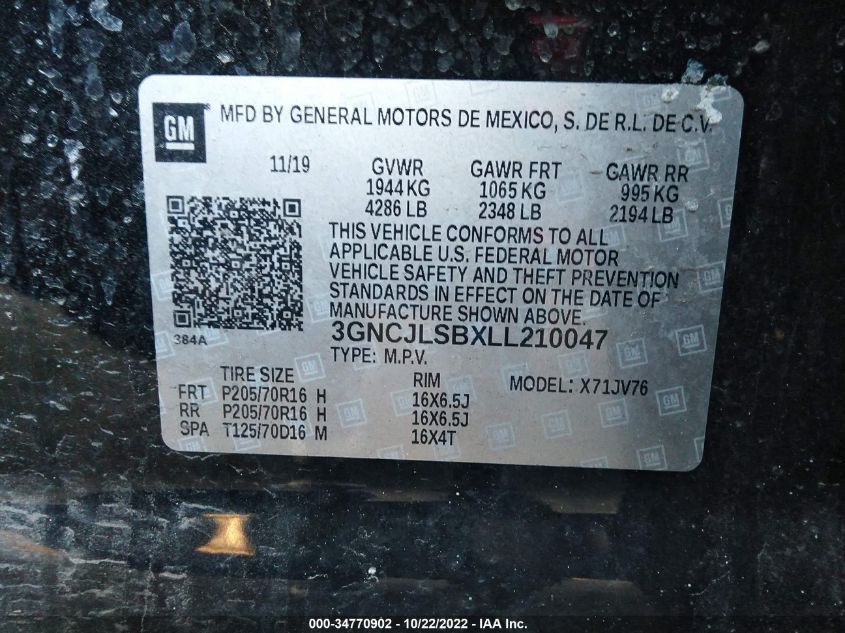 GM MFD BY GENERAL MOTORS DE MEXICO, S. DE R.L. DE C.V.
11/19 GVWR GAWR FRT GAWR RR
1944 KG 1065 KG 995 KG
4286 LB 2348 LB 2194 LB
THIS VEHICLE CONFORMS TO ALL
APPLICABLE U.S. FEDERAL MOTOR
VEHICLE SAFETY AND THEFT PREVENTION
STANDARDS IN EFFECT ON THE DATE OF
MANUFACTURE SHOWN ABOVE.
384A 3GNCJLSBXLL210047
TYPE: M.P.V.
TIRE SIZE RIM MODEL: X71JV76
FRT P205/70R16 H 16X6.5J
RR P205/70R16 H 16X6.5J
SPA T125/70D16 M 16X4T
000-34770902 - 10/22/2022 - IAA Inc.